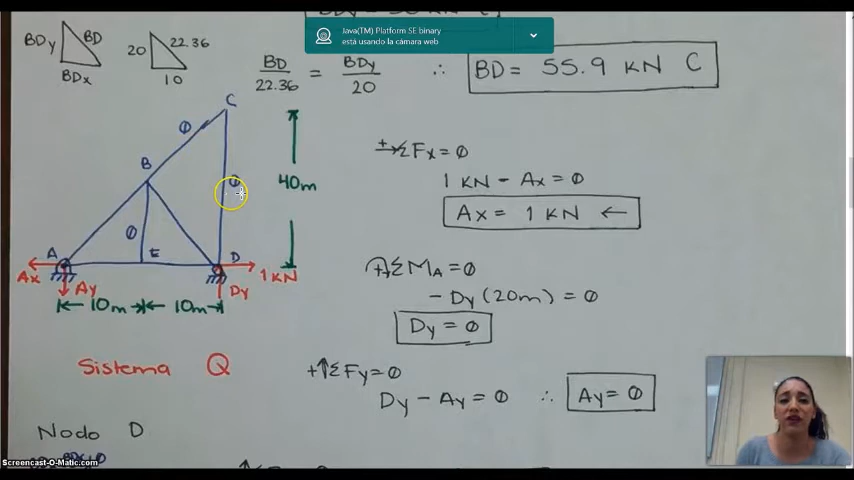 Java(TM) Platform SE binary
está usando la cámara web
BDy BD
BDx
20 22.36
10
BD/22.36 = BDy/20 ∴ BD = 55.9 KN C
C
0
B
0
40m
0
A E D
Ax Ay Dy 1 KN
10m 10m
Sistema Q
Nodo D
+→ΣFx=0
1 KN - Ax = 0
Ax = 1 KN ←
ΣMA=0
- Dy (20m) = 0
Dy = 0
+↑ΣFy=0
Dy - Ay = 0 ∴ Ay=0
Screencast-O-Matic.com